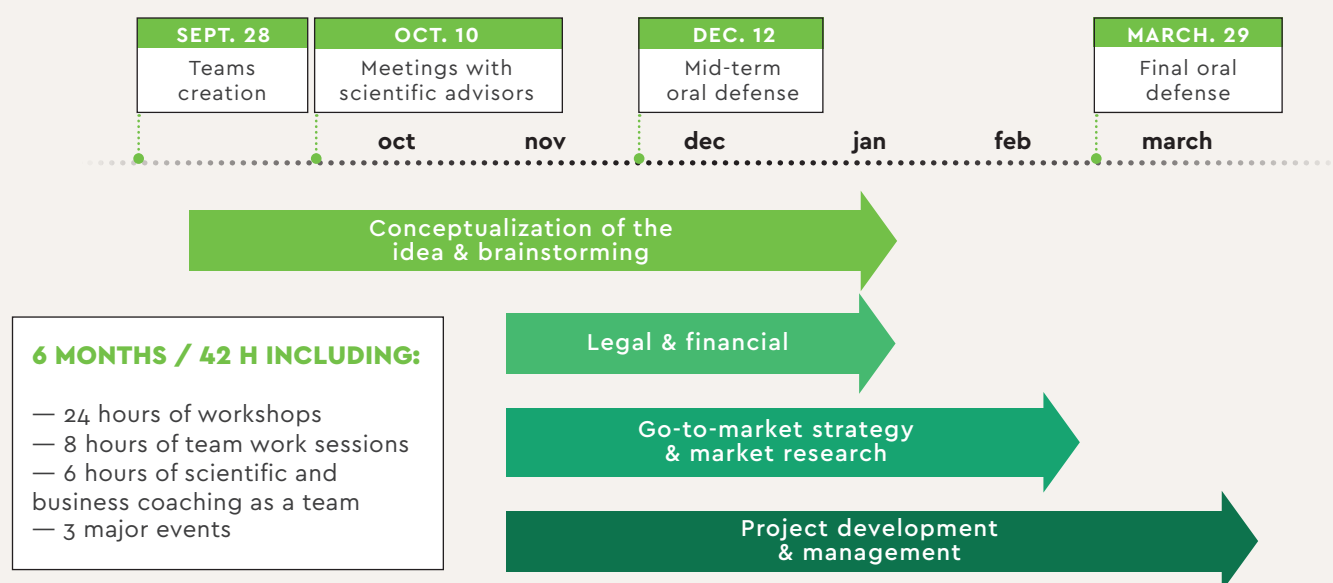 SEPT. 28
Teams
creation
OCT. 10
Meetings with
scientific advisors
DEC. 12
Mid-term
oral defense
MARCH. 29
Final oral
defense
oct
nov
dec
jan
feb
march
Conceptualization of the
idea & brainstorming
Legal & financial
Go-to-market strategy
& market research
Project development
& management
6 MONTHS / 42 H INCLUDING:
— 24 hours of workshops
— 8 hours of team work sessions
— 6 hours of scientific and
business coaching as a team
— 3 major events